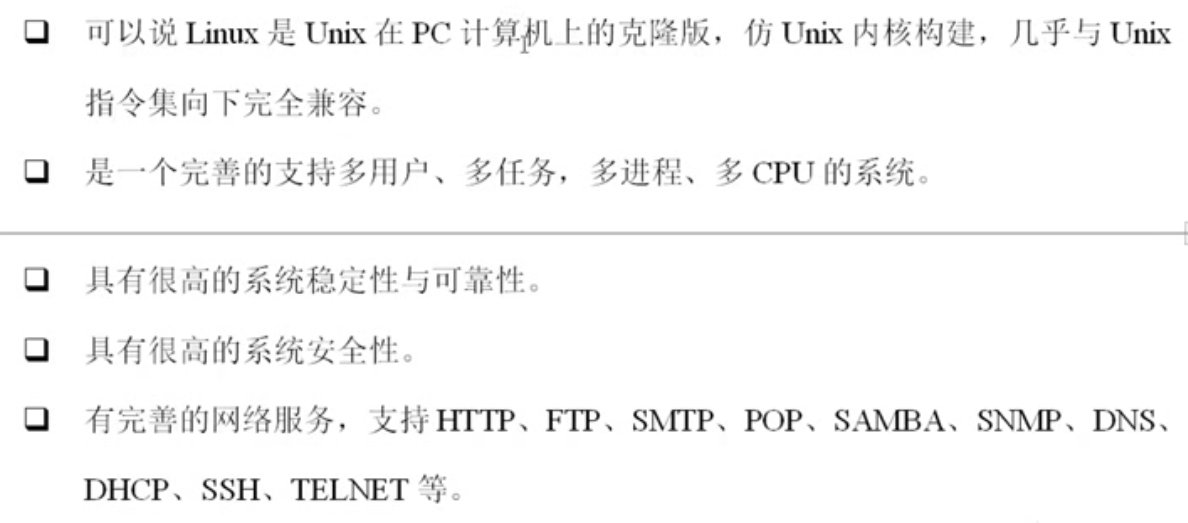 ❏ 可以说 Linux 是 Unix 在 PC 计算机上的克隆版，仿 Unix 内核构建，几乎与 Unix
指令集向下完全兼容。
❏ 是一个完善的支持多用户、多任务，多进程、多 CPU 的系统。
❏ 具有很高的系统稳定性与可靠性。
❏ 具有很高的系统安全性。
❏ 有完善的网络服务，支持 HTTP、FTP、SMTP、POP、SAMBA、SNMP、DNS、
DHCP、SSH、TELNET 等。